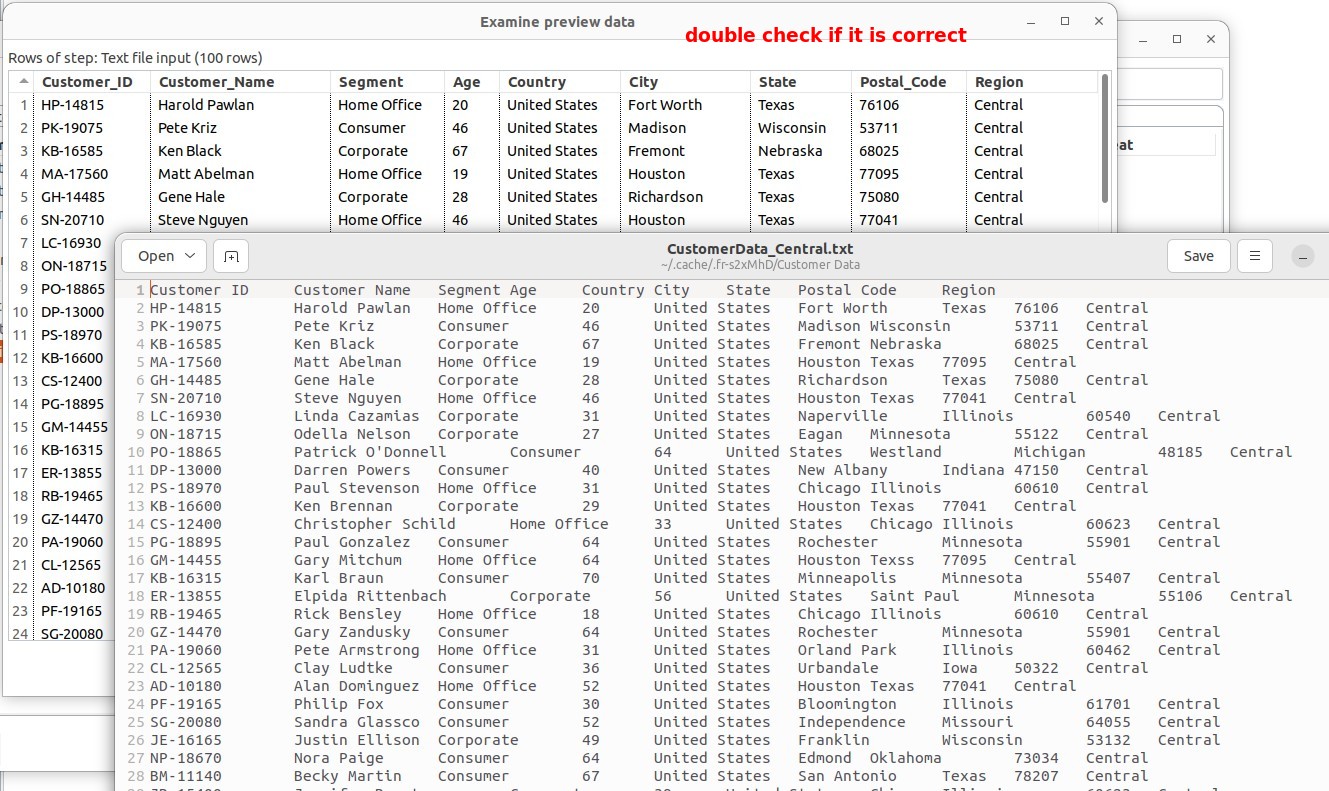 Examine preview data
double check if it is correct
Rows of step: Text file input (100 rows)
Customer_ID Customer_Name Segment Age Country City State Postal_Code Region
1 HP-14815 Harold Pawlan Home Office 20 United States Fort Worth Texas 76106 Central
2 PK-19075 Pete Kriz Consumer 46 United States Madison Wisconsin 53711 Central
3 KB-16585 Ken Black Corporate 67 United States Fremont Nebraska 68025 Central
4 MA-17560 Matt Abelman Home Office 19 United States Houston Texas 77095 Central
5 GH-14485 Gene Hale Corporate 28 United States Richardson Texas 75080 Central
6 SN-20710 Steve Nguyen Home Office 46 United States Houston Texas 77041 Central
7 LC-16930
8 ON-18715
9 PO-18865
10 DP-13000
11 PS-18970
12 KB-16600
13 CS-12400
14 PG-18895
15 GM-14455
16 KB-16315
17 ER-13855
18 RB-19465
19 GZ-14470
20 PA-19060
21 CL-12565
22 AD-10180
23 PF-19165
24 SG-20080
Open
CustomerData_Central.txt
~/.cache/.fr-s2xMhD/Customer Data
Save
1 Customer ID Customer Name Segment Age Country City State Postal Code Region
2 HP-14815 Harold Pawlan Home Office 20 United States Fort Worth Texas 76106 Central
3 PK-19075 Pete Kriz Consumer 46 United States Madison Wisconsin 53711 Central
4 KB-16585 Ken Black Corporate 67 United States Fremont Nebraska 68025 Central
5 MA-17560 Matt Abelman Home Office 19 United States Houston Texas 77095 Central
6 GH-14485 Gene Hale Corporate 28 United States Richardson Texas 75080 Central
7 SN-20710 Steve Nguyen Home Office 46 United States Houston Texas 77041 Central
8 LC-16930 Linda Cazamias Corporate 31 United States Naperville Illinois 60540 Central
9 ON-18715 Odella Nelson Corporate 27 United States Eagan Minnesota 55122 Central
10 PO-18865 Patrick O'Donnell Consumer 64 United States Westland Michigan 48185 Central
11 DP-13000 Darren Powers Consumer 40 United States New Albany Indiana 47150 Central
12 PS-18970 Paul Stevenson Home Office 31 United States Chicago Illinois 60610 Central
13 KB-16600 Ken Brennan Corporate 29 United States Houston Texas 77041 Central
14 CS-12400 Christopher Schild Home Office 33 United States Chicago Illinois 60623 Central
15 PG-18895 Paul Gonzalez Consumer 64 United States Rochester Minnesota 55901 Central
16 GM-14455 Gary Mitchum Home Office 64 United States Houston Texss 77095 Central
17 KB-16315 Karl Braun Consumer 70 United States Minneapolis Minnesota 55407 Central
18 ER-13855 Elpida Rittenbach Corporate 56 United States Saint Paul Minnesota 55106 Central
19 RB-19465 Rick Bensley Home Office 18 United States Chicago Illinois 60610 Central
20 GZ-14470 Gary Zandusky Consumer 64 United States Rochester Minnesota 55901 Central
21 PA-19060 Pete Armstrong Home Office 31 United States Orland Park Illinois 60462 Central
22 CL-12565 Clay Ludtke Consumer 36 United States Urbandale Iowa 50322 Central
23 AD-10180 Alan Dominguez Home Office 52 United States Houston Texas 77041 Central
24 PF-19165 Philip Fox Consumer 30 United States Bloomington Illinois 61701 Central
25 SG-20080 Sandra Glassco Consumer 52 United States Independence Missouri 64055 Central
26 JE-16165 Justin Ellison Corporate 49 United States Franklin Wisconsin 53132 Central
27 NP-18670 Nora Paige Consumer 64 United States Edmond Oklahoma 73034 Central
28 BM-11140 Becky Martin Consumer 67 United States San Antonio Texas 78207 Central